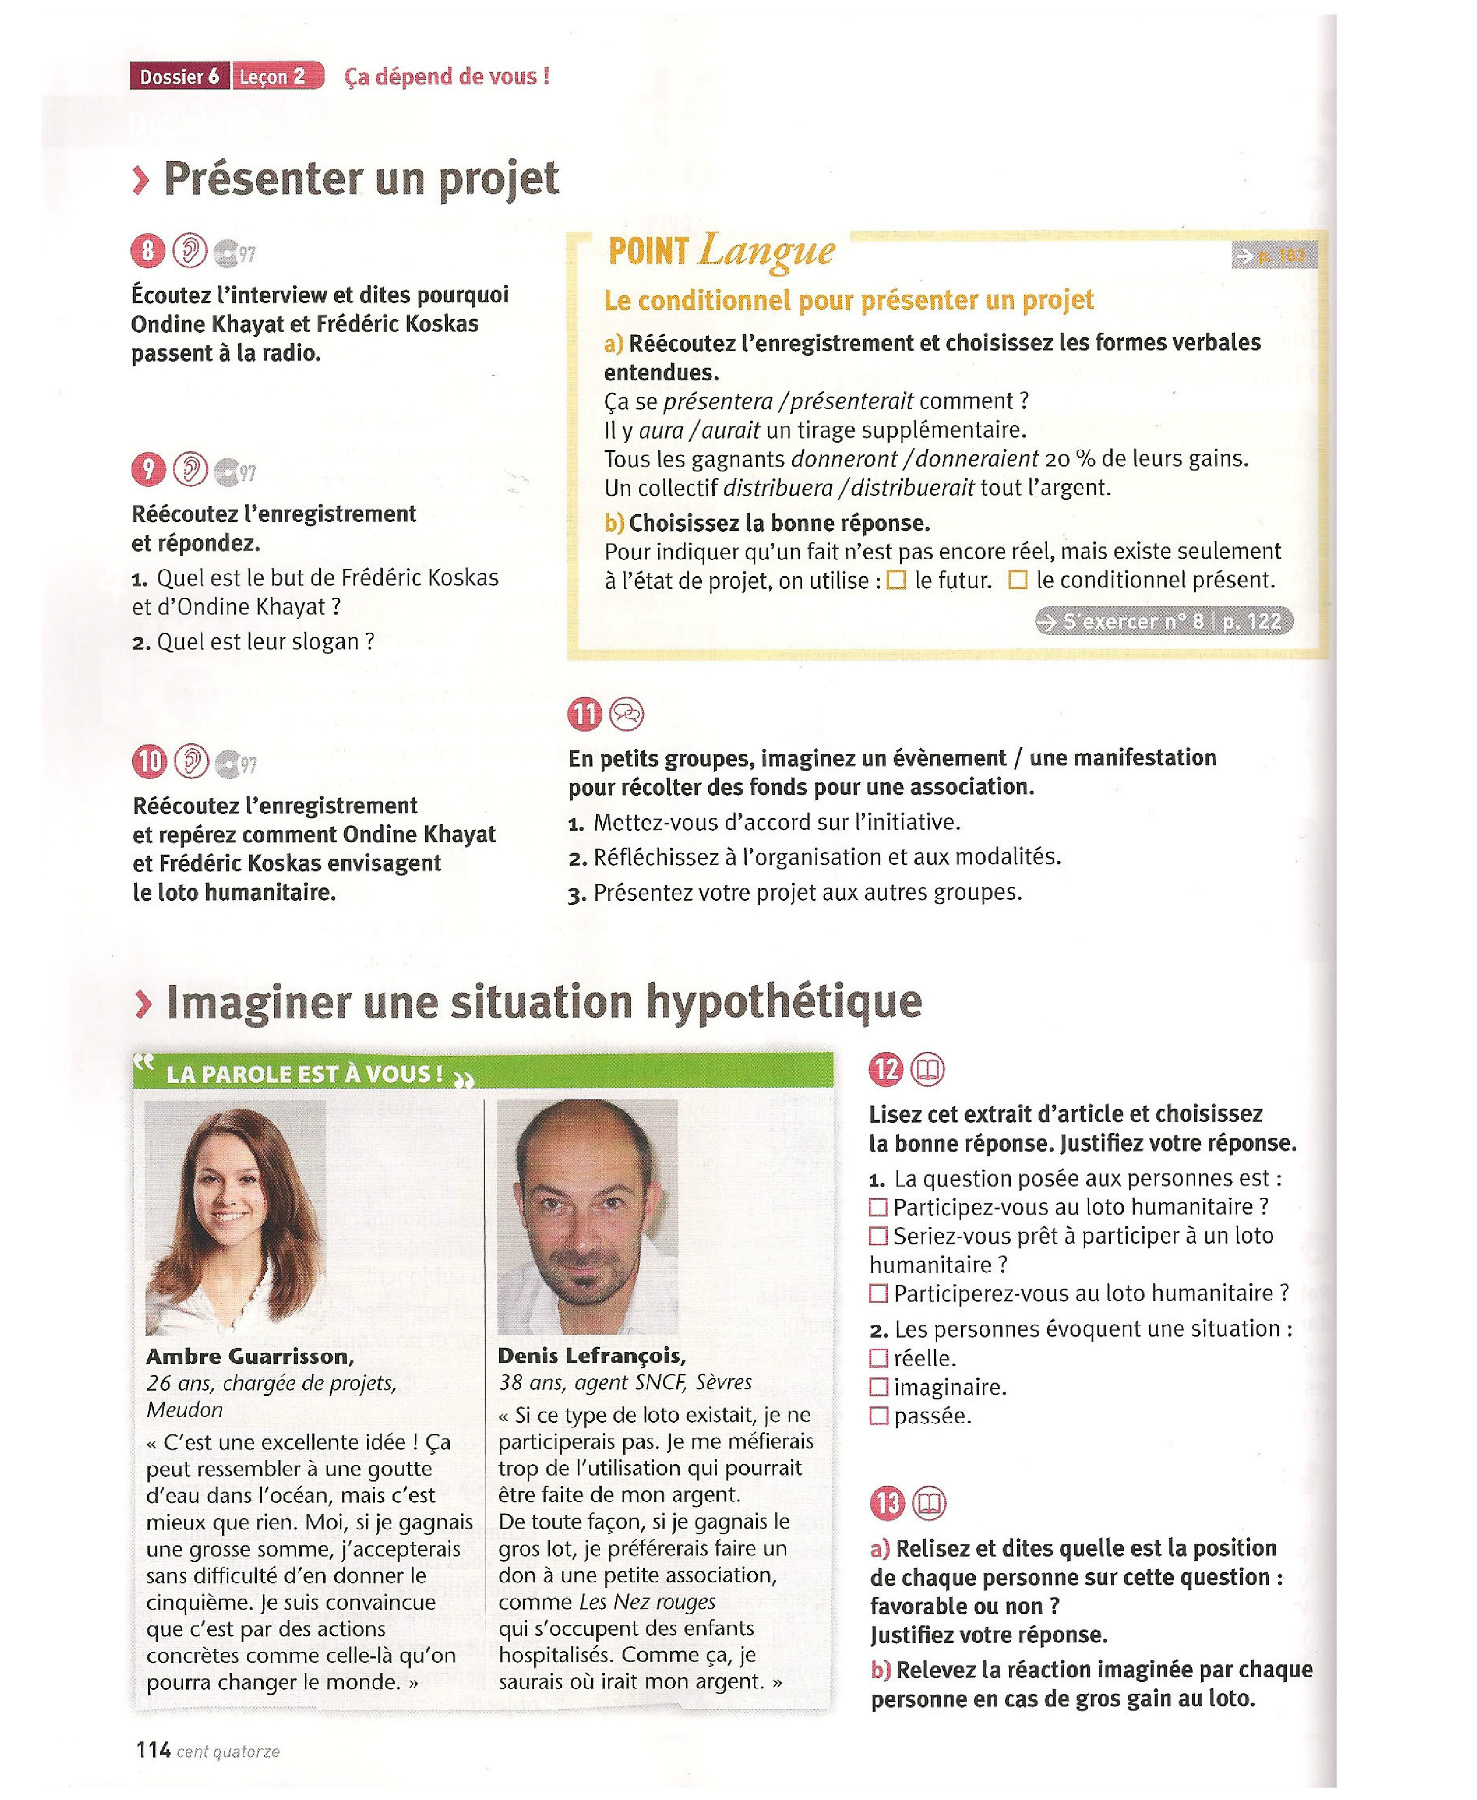 Dossier 6 Leçon 2 Ça dépend de vous !
› Présenter un projet
8 97
Écoutez l'interview et dites pourquoi
Ondine Khayat et Frédéric Koskas
passent à la radio.
9 97
Réécoutez l'enregistrement
et répondez.
1. Quel est le but de Frédéric Koskas
et d'Ondine Khayat ?
2. Quel est leur slogan ?
10 97
Réécoutez l'enregistrement
et repérez comment Ondine Khayat
et Frédéric Koskas envisagent
le loto humanitaire.
POINT Langue
Le conditionnel pour présenter un projet
a) Réécoutez l'enregistrement et choisissez les formes verbales
entendues.
Ça se présentera / présenterait comment ?
Il y aura / aurait un tirage supplémentaire.
Tous les gagnants donneront / donneraient 20 % de leurs gains.
Un collectif distribuera / distribuerait tout l'argent.
b) Choisissez la bonne réponse.
Pour indiquer qu'un fait n'est pas encore réel, mais existe seulement
à l'état de projet, on utilise : ☐ le futur. ☐ le conditionnel présent.
→ S'exercer n° 8 | p. 122
11
En petits groupes, imaginez un évènement / une manifestation
pour récolter des fonds pour une association.
1. Mettez-vous d'accord sur l'initiative.
2. Réfléchissez à l'organisation et aux modalités.
3. Présentez votre projet aux autres groupes.
› Imaginer une situation hypothétique
“ LA PAROLE EST À VOUS ! ”
Ambre Guarrisson,
26 ans, chargée de projets,
Meudon
« C'est une excellente idée ! Ça
peut ressembler à une goutte
d'eau dans l'océan, mais c'est
mieux que rien. Moi, si je gagnais
une grosse somme, j'accepterais
sans difficulté d'en donner le
cinquième. Je suis convaincue
que c'est par des actions
concrètes comme celle-là qu'on
pourra changer le monde. »
Denis Lefrançois,
38 ans, agent SNCF, Sèvres
« Si ce type de loto existait, je ne
participerais pas. Je me méfierais
trop de l'utilisation qui pourrait
être faite de mon argent.
De toute façon, si je gagnais le
gros lot, je préférerais faire un
don à une petite association,
comme Les Nez rouges
qui s'occupent des enfants
hospitalisés. Comme ça, je
saurais où irait mon argent. »
12
Lisez cet extrait d'article et choisissez
la bonne réponse. Justifiez votre réponse.
1. La question posée aux personnes est :
☐ Participez-vous au loto humanitaire ?
☐ Seriez-vous prêt à participer à un loto
humanitaire ?
☐ Participerez-vous au loto humanitaire ?
2. Les personnes évoquent une situation :
☐ réelle.
☐ imaginaire.
☐ passée.
13
a) Relisez et dites quelle est la position
de chaque personne sur cette question :
favorable ou non ?
Justifiez votre réponse.
b) Relevez la réaction imaginée par chaque
personne en cas de gros gain au loto.
114 cent quatorze